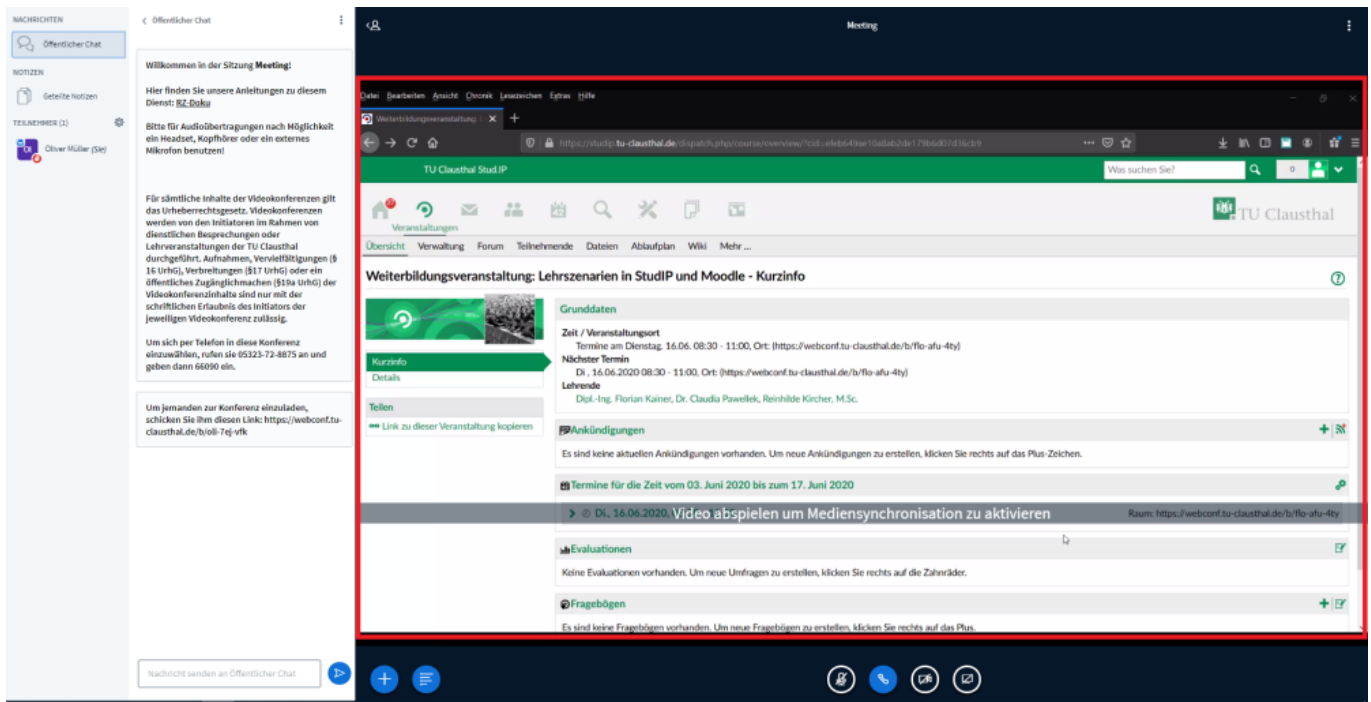 NACHRICHTEN
Öffentlicher Chat
NOTIZEN
Geteilte Notizen
TEILNEHMER (1)
Ol
Oliver Müller (Sie)
Öffentlicher Chat
Willkommen in der Sitzung Meeting!
Hier finden Sie unsere Anleitungen zu diesem
Dienst: RZ-Doku
Bitte für Audioübertragungen nach Möglichkeit
ein Headset, Kopfhörer oder ein externes
Mikrofon benutzen!
Für sämtliche Inhalte der Videokonferenzen gilt
das Urheberrechtsgesetz. Videokonferenzen
werden von den Initiatoren im Rahmen von
dienstlichen Besprechungen oder
Lehrveranstaltungen der TU Clausthal
durchgeführt. Aufnahmen, Vervielfältigungen (§
16 UrhG), Verbreitungen (§17 UrhG) oder ein
öffentliches Zugänglichmachen (§19a UrhG) der
Videokonferenzinhalte sind nur mit der
schriftlichen Erlaubnis des Initiators der
jeweiligen Videokonferenz zulässig.
Um sich per Telefon in diese Konferenz
einzuwählen, rufen sie 05323-72-8875 an und
geben dann 66090 ein.
Um jemanden zur Konferenz einzuladen,
schicken Sie ihm diesen Link: https://webconf.tu-
clausthal.de/b/oli-7ej-vfk
Nachricht senden an Öffentlicher Chat
Meeting
Datei Bearbeiten Ansicht Chronik Lesezeichen Extras Hilfe
Weiterbildungsveranstaltung:
TU Clausthal Stud.IP
Was suchen Sie?
0
Veranstaltungen
TU Clausthal
Übersicht Verwaltung Forum Teilnehmende Dateien Ablaufplan Wiki Mehr ...
Weiterbildungsveranstaltung: Lehrszenarien in StudIP und Moodle - Kurzinfo
Kurzinfo
Details
Teilen
Link zu dieser Veranstaltung kopieren
Grunddaten
Zeit / Veranstaltungsort
Termine am Dienstag, 16.06. 08:30 - 11:00, Ort: (https://webconf.tu-clausthal.de/b/flo-afu-4ty)
Nächster Termin
Di , 16.06.2020 08:30 - 11:00, Ort: (https://webconf.tu-clausthal.de/b/flo-afu-4ty)
Lehrende
Dipl.-Ing. Florian Kainer, Dr. Claudia Pawellek, Reinhilde Kircher, M.Sc.
Ankündigungen
Es sind keine aktuellen Ankündigungen vorhanden. Um neue Ankündigungen zu erstellen, klicken Sie rechts auf das Plus-Zeichen.
Termine für die Zeit vom 03. Juni 2020 bis zum 17. Juni 2020
Di., 16.06.2020,
Video abspielen um Mediensynchronisation zu aktivieren
Raum: https://webconf.tu-clausthal.de/b/flo-afu-4ty
Evaluationen
Keine Evaluationen vorhanden. Um neue Umfragen zu erstellen, klicken Sie rechts auf die Zahnräder.
Fragebögen
Es sind keine Fragebögen vorhanden. Um neue Fragebögen zu erstellen, klicken Sie rechts auf das Plus.